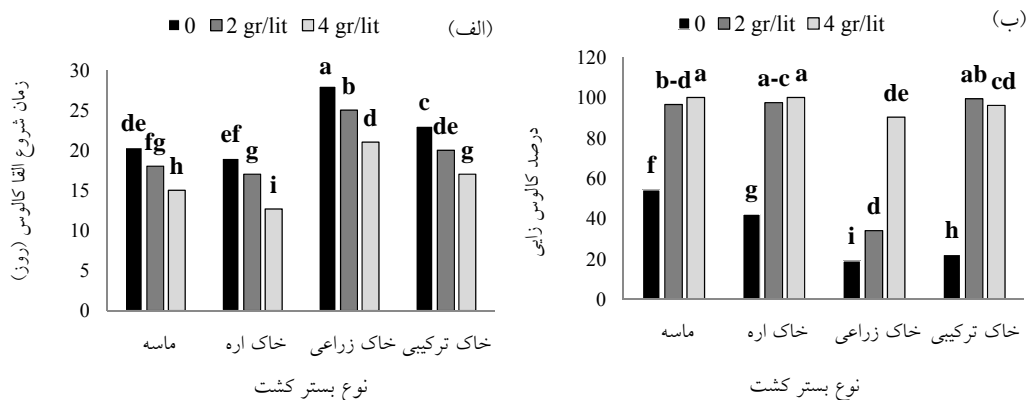 0 2 gr/lit 4 gr/lit (الف)
زمان شروع القا کالوس (روز)
30
25
20
15
10
5
0
de fg h ef g i a b d c de g
ماسه خاک اره خاک زراعی خاک ترکیبی
نوع بستر کشت
0 2 gr/lit 4 gr/lit (ب)
درصد کالوس زایی
120
100
80
60
40
20
0
f b-d a g a-c a i d de h ab cd
ماسه خاک اره خاک زراعی خاک ترکیبی
نوع بستر کشت